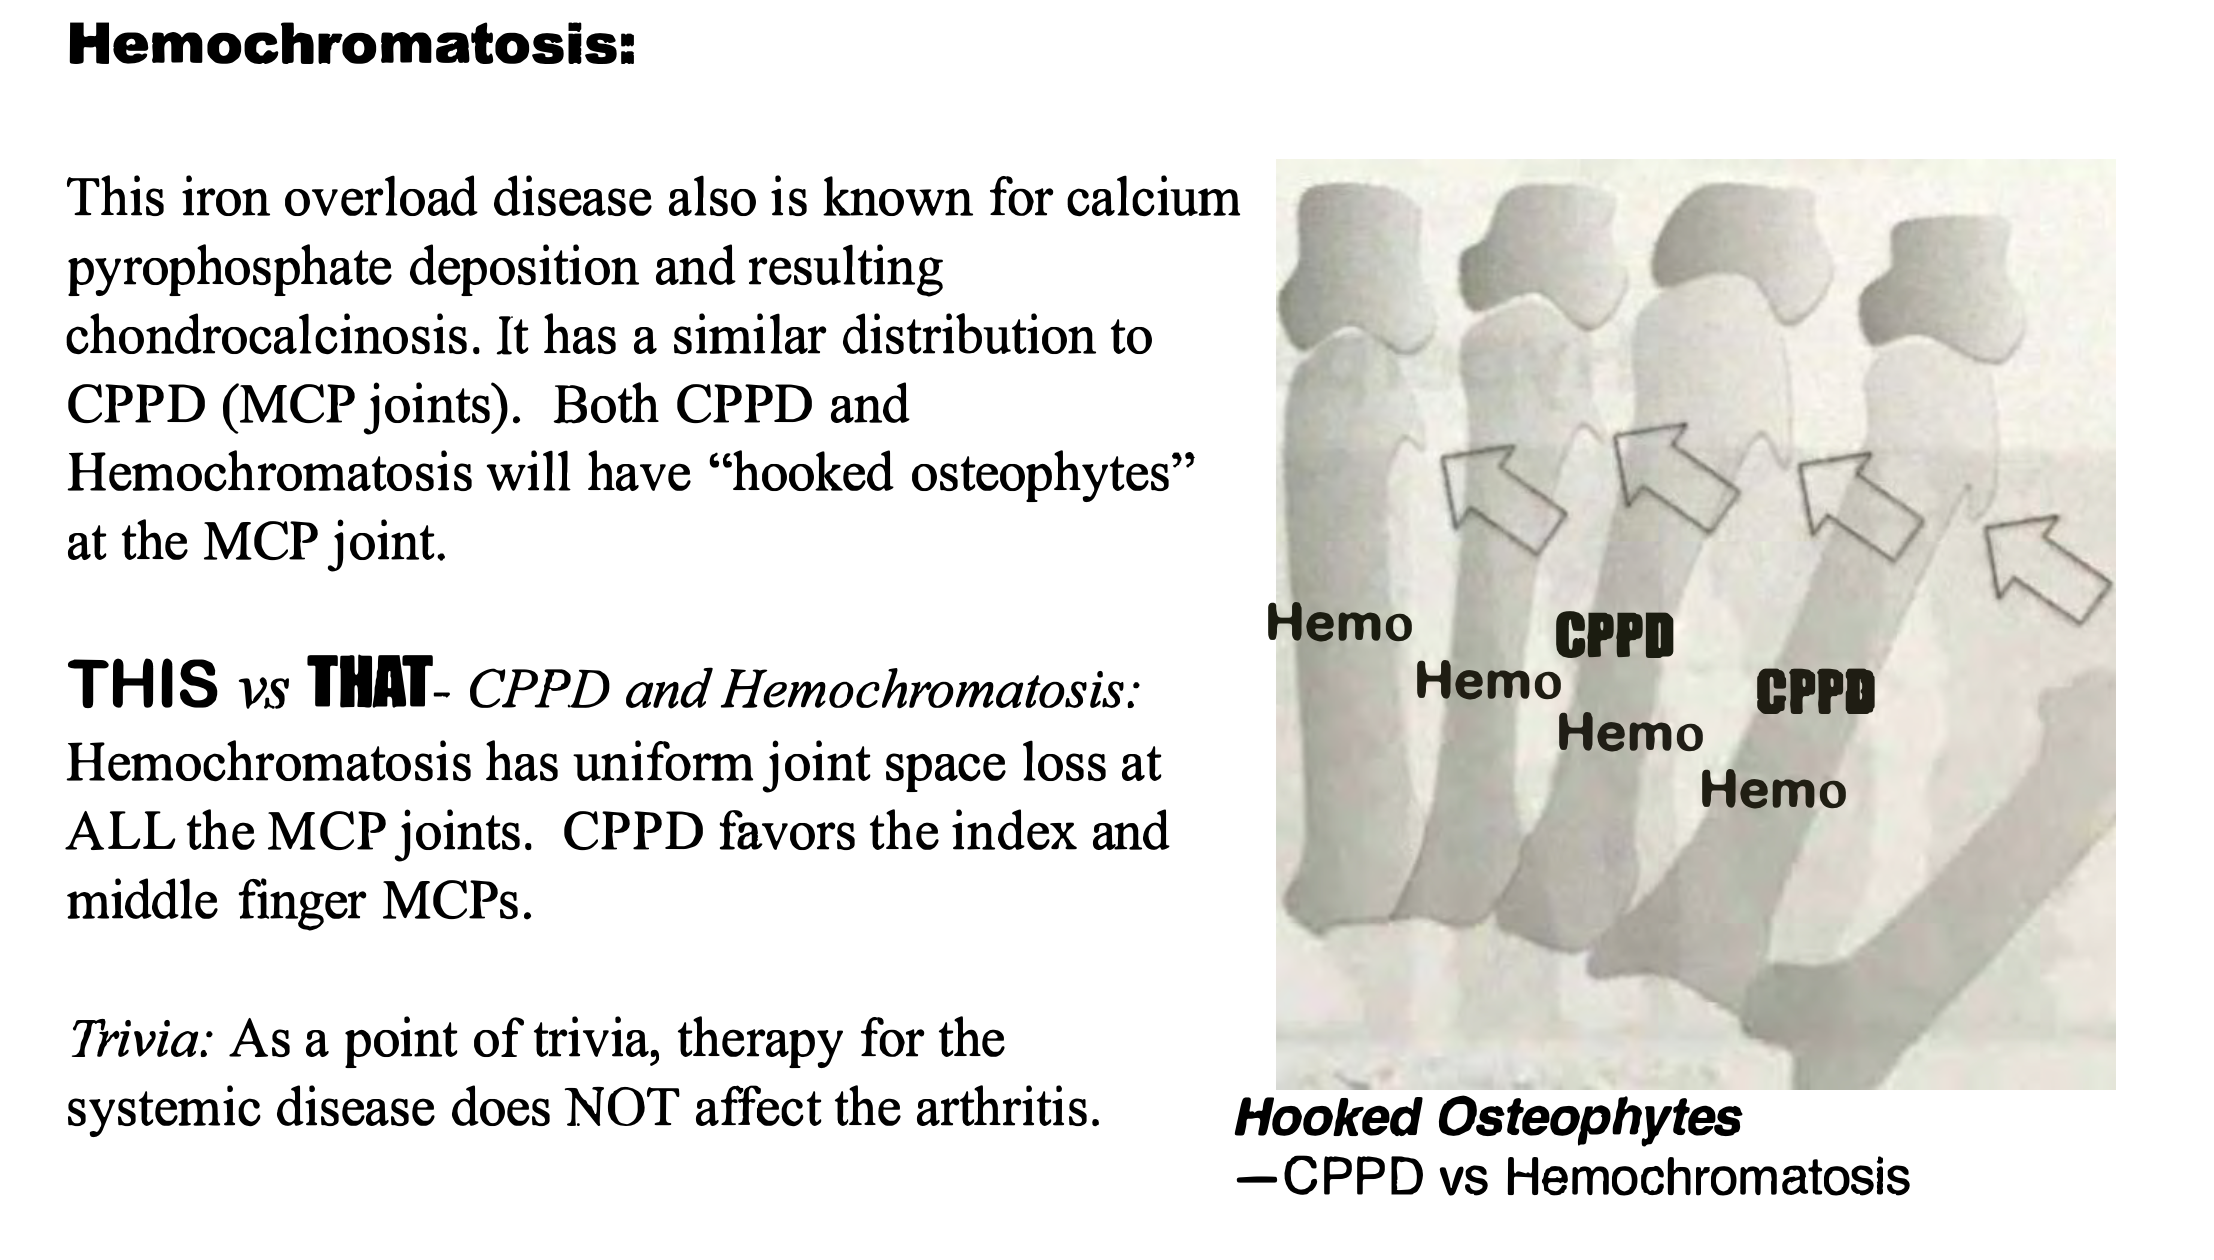 Hemochromatosis:
This iron overload disease also is known for calcium
pyrophosphate deposition and resulting
chondrocalcinosis. It has a similar distribution to
CPPD (MCP joints). Both CPPD and
Hemochromatosis will have “hooked osteophytes”
at the MCP joint.
THIS vs THAT- CPPD and Hemochromatosis:
Hemochromatosis has uniform joint space loss at
ALL the MCP joints. CPPD favors the index and
middle finger MCPs.
Trivia: As a point of trivia, therapy for the
systemic disease does NOT affect the arthritis.
Hemo
CPPD
Hemo
CPPD
Hemo
Hemo
Hooked Osteophytes
—CPPD vs Hemochromatosis